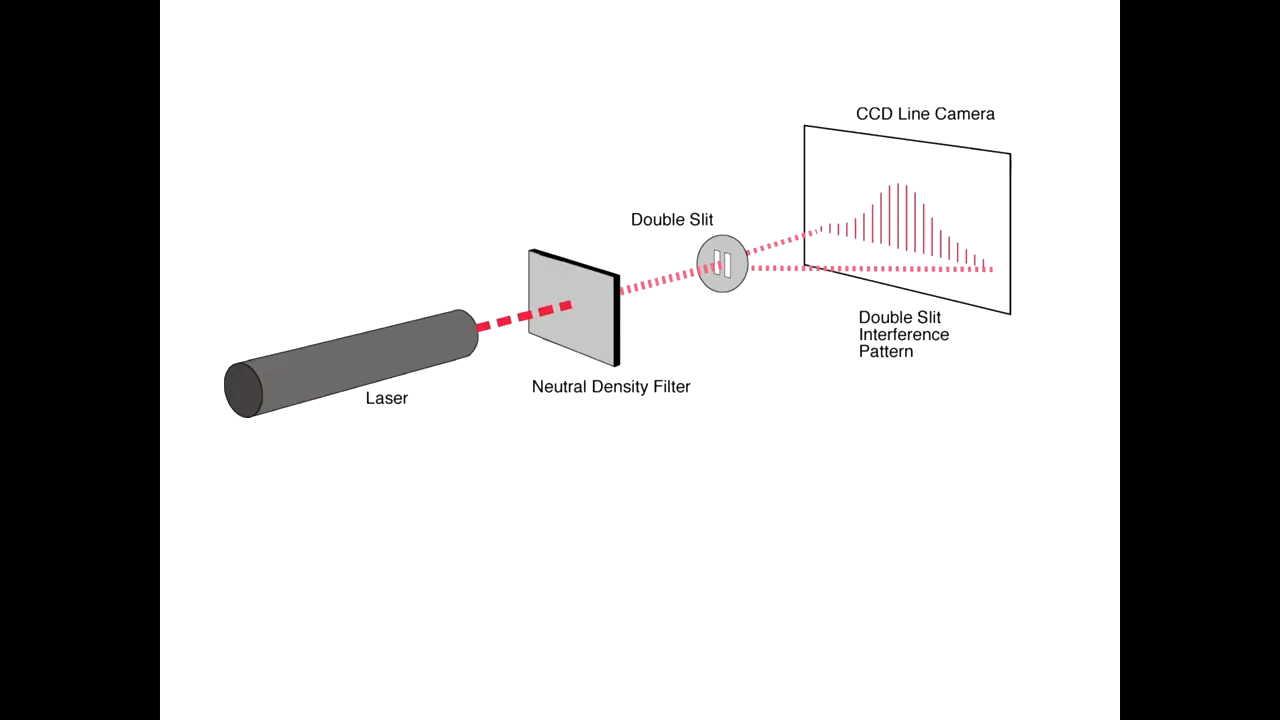 CCD Line Camera
Double Slit
Double Slit
Interference
Pattern
Neutral Density Filter
Laser